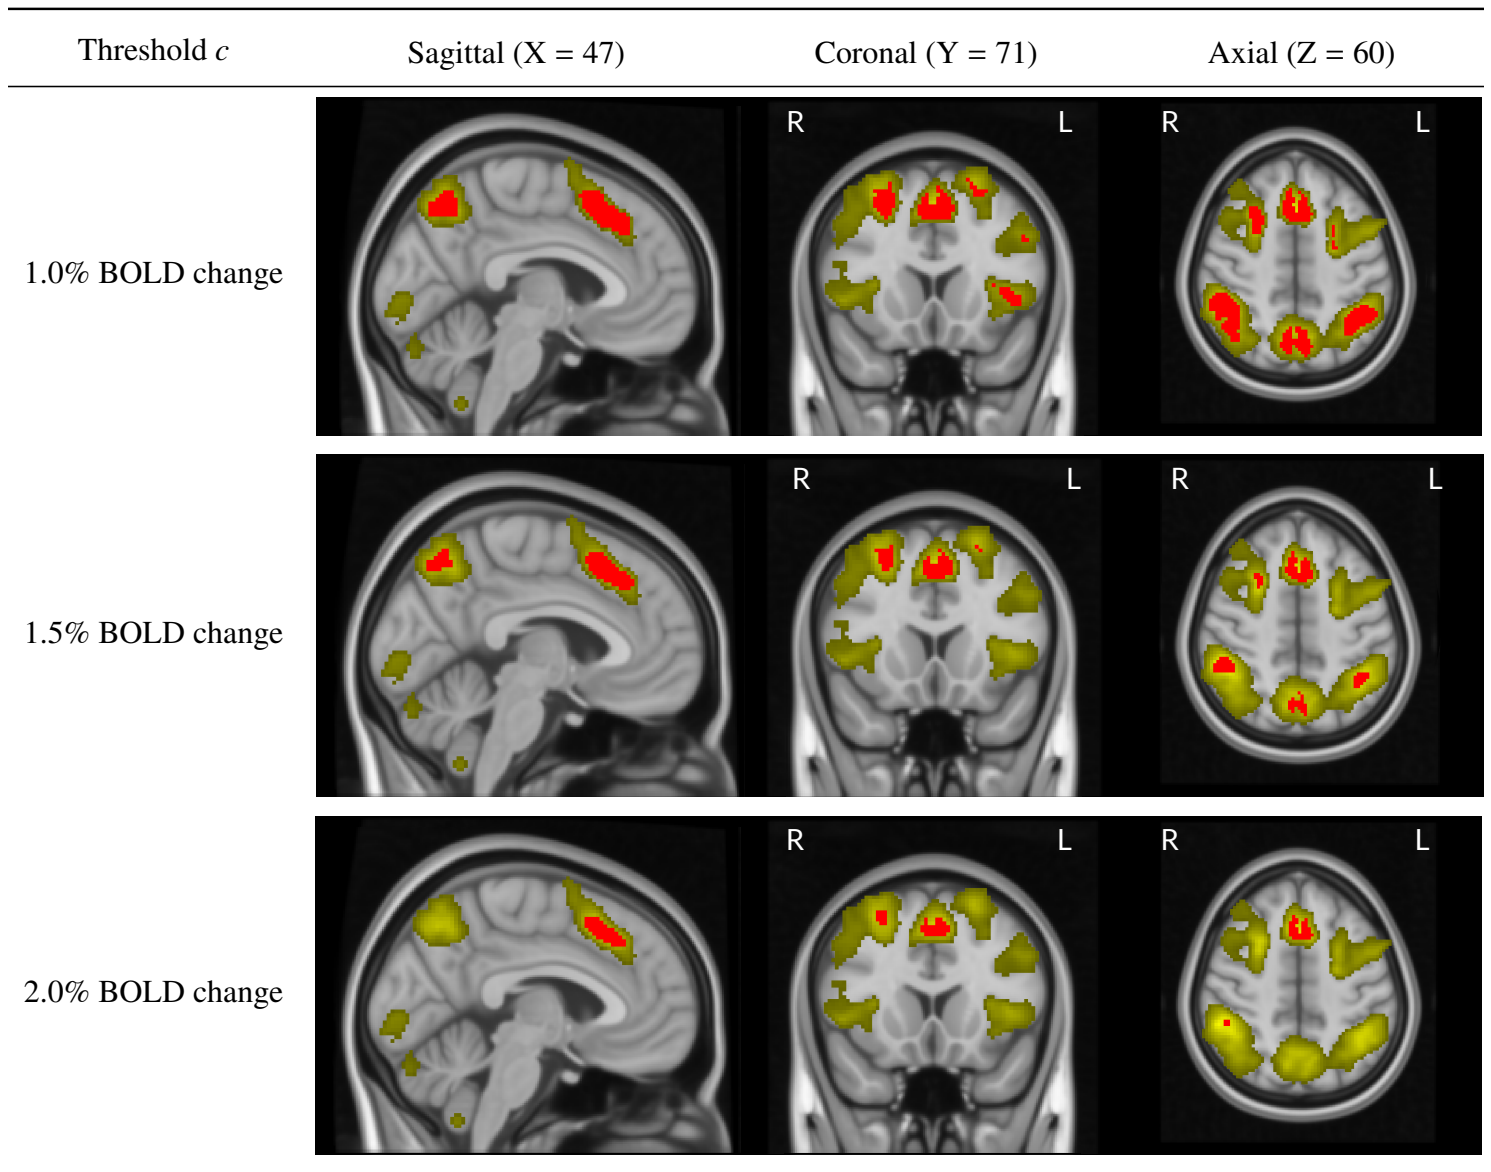 Threshold c Sagittal (X = 47) Coronal (Y = 71) Axial (Z = 60)
R L R L
1.0% BOLD change
R L R L
1.5% BOLD change
R L R L
2.0% BOLD change